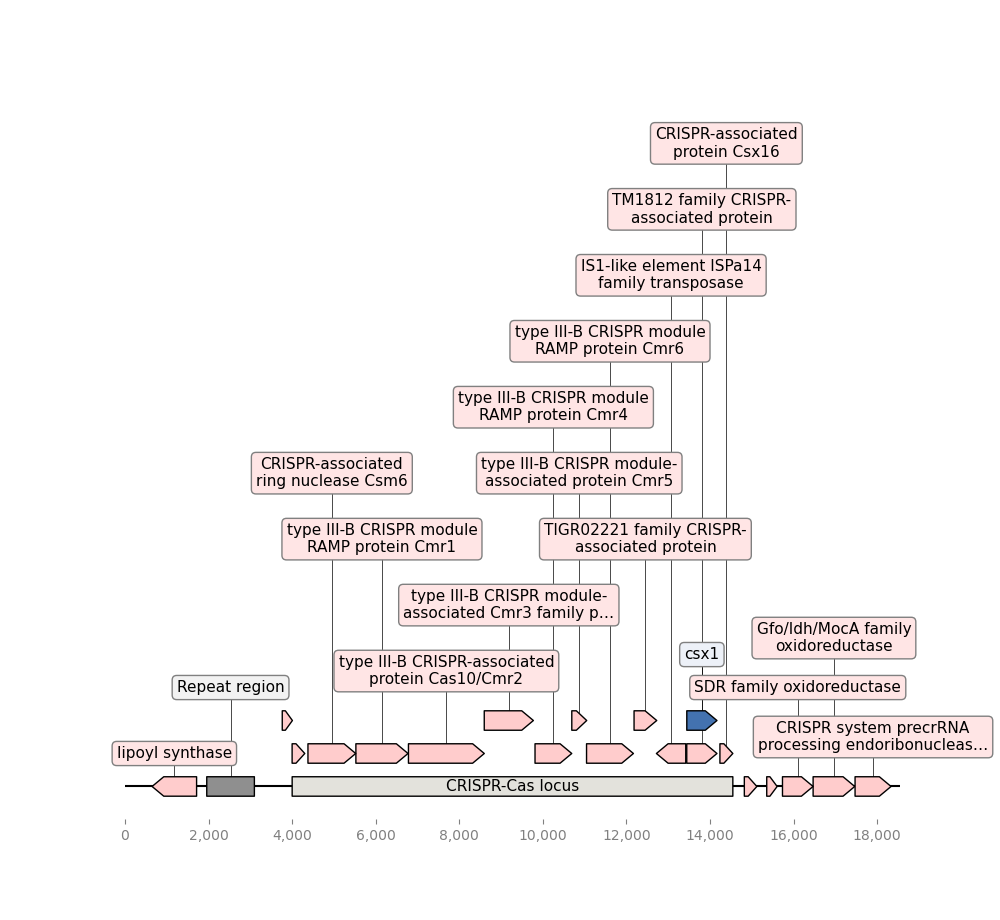 CRISPR-associated
protein Csx16
TM1812 family CRISPR-
associated protein
IS1-like element ISPa14
family transposase
type III-B CRISPR module
RAMP protein Cmr6
type III-B CRISPR module
RAMP protein Cmr4
CRISPR-associated
ring nuclease Csm6
type III-B CRISPR module-
associated protein Cmr5
type III-B CRISPR module
RAMP protein Cmr1
TIGR02221 family CRISPR-
associated protein
type III-B CRISPR module-
associated Cmr3 family p…
Gfo/Idh/MocA family
oxidoreductase
csx1
type III-B CRISPR-associated
protein Cas10/Cmr2
Repeat region
SDR family oxidoreductase
lipoyl synthase
CRISPR system precrRNA
processing endoribonucleas…
CRISPR-Cas locus
0 2,000 4,000 6,000 8,000 10,000 12,000 14,000 16,000 18,000